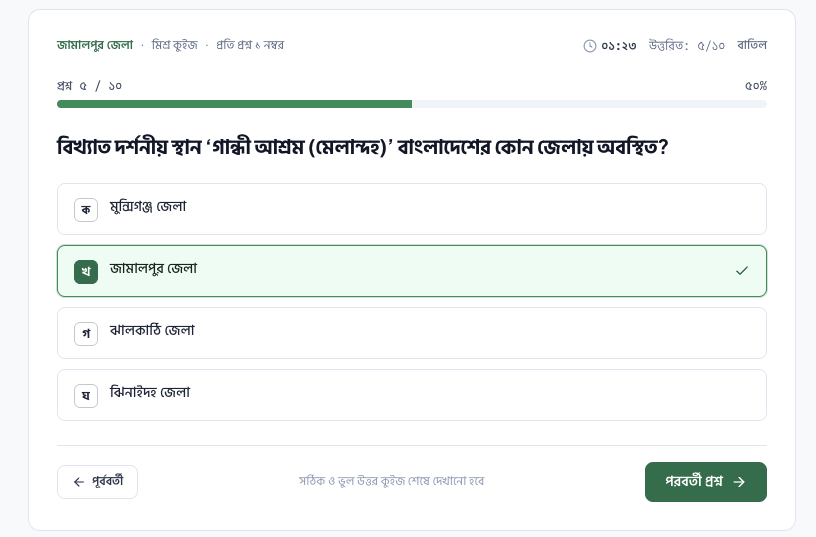 জামালপুর জেলা · মিশ্র কুইজ · প্রতি প্রশ্ন ১ নম্বর ০১:২৩ উত্তরিত: ৫/১০ বাতিল
প্রশ্ন ৫ / ১০ ৫০%
বিখ্যাত দর্শনীয় স্থান ‘গান্ধী আশ্রম (মেলান্দহ)’ বাংলাদেশের কোন জেলায় অবস্থিত?
ক মুন্সিগঞ্জ জেলা
খ জামালপুর জেলা
গ ঝালকাঠি জেলা
ঘ ঝিনাইদহ জেলা
← পূর্ববর্তী সঠিক ও ভুল উত্তর কুইজ শেষে দেখানো হবে পরবর্তী প্রশ্ন →